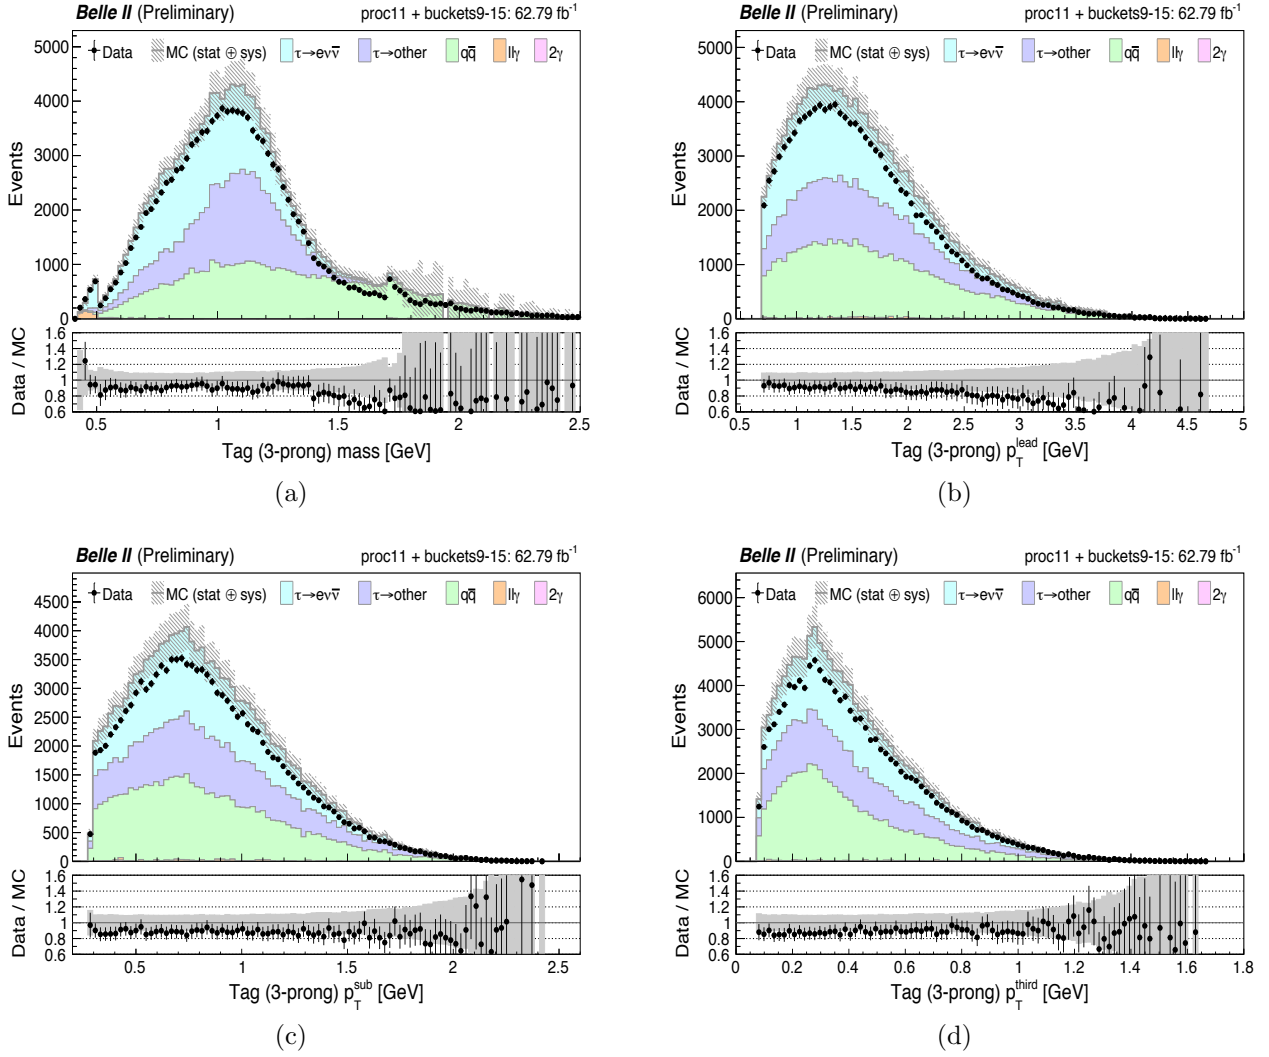 Belle II (Preliminary) proc11 + buckets9-15: 62.79 fb⁻¹
Data MC (stat ⊕ sys) τ→eνν̅ τ→other qq̅ llγ 2γ
Events
5000
4000
3000
2000
1000
0
Data / MC
1.6
1.4
1.2
1
0.8
0.6
0.5 1 1.5 2 2.5
Tag (3-prong) mass [GeV]
(a)
Belle II (Preliminary) proc11 + buckets9-15: 62.79 fb⁻¹
Data MC (stat ⊕ sys) τ→eνν̅ τ→other qq̅ llγ 2γ
Events
5000
4000
3000
2000
1000
0
Data / MC
1.6
1.4
1.2
1
0.8
0.6
0.5 1 1.5 2 2.5 3 3.5 4 4.5 5
Tag (3-prong) p_T^lead [GeV]
(b)
Belle II (Preliminary) proc11 + buckets9-15: 62.79 fb⁻¹
Data MC (stat ⊕ sys) τ→eνν̅ τ→other qq̅ llγ 2γ
Events
4500
4000
3500
3000
2500
2000
1500
1000
500
0
Data / MC
1.6
1.4
1.2
1
0.8
0.6
0.5 1 1.5 2 2.5
Tag (3-prong) p_T^sub [GeV]
(c)
Belle II (Preliminary) proc11 + buckets9-15: 62.79 fb⁻¹
Data MC (stat ⊕ sys) τ→eνν̅ τ→other qq̅ llγ 2γ
Events
6000
5000
4000
3000
2000
1000
0
Data / MC
1.6
1.4
1.2
1
0.8
0.6
0 0.2 0.4 0.6 0.8 1 1.2 1.4 1.6 1.8
Tag (3-prong) p_T^third [GeV]
(d)